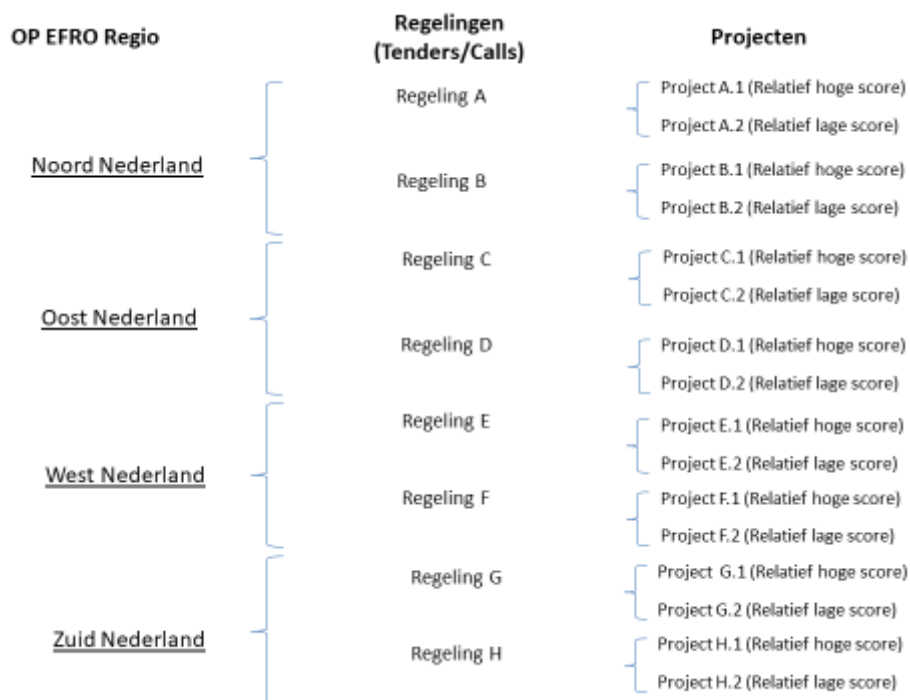 OP EFRO Regio
Regelingen
(Tenders/Calls)
Projecten
Noord Nederland
Regeling A
Project A.1 (Relatief hoge score)
Project A.2 (Relatief lage score)
Regeling B
Project B.1 (Relatief hoge score)
Project B.2 (Relatief lage score)
Oost Nederland
Regeling C
Project C.1 (Relatief hoge score)
Project C.2 (Relatief lage score)
Regeling D
Project D.1 (Relatief hoge score)
Project D.2 (Relatief lage score)
West Nederland
Regeling E
Project E.1 (Relatief hoge score)
Project E.2 (Relatief lage score)
Regeling F
Project F.1 (Relatief hoge score)
Project F.2 (Relatief lage score)
Zuid Nederland
Regeling G
Project G.1 (Relatief hoge score)
Project G.2 (Relatief lage score)
Regeling H
Project H.1 (Relatief hoge score)
Project H.2 (Relatief lage score)